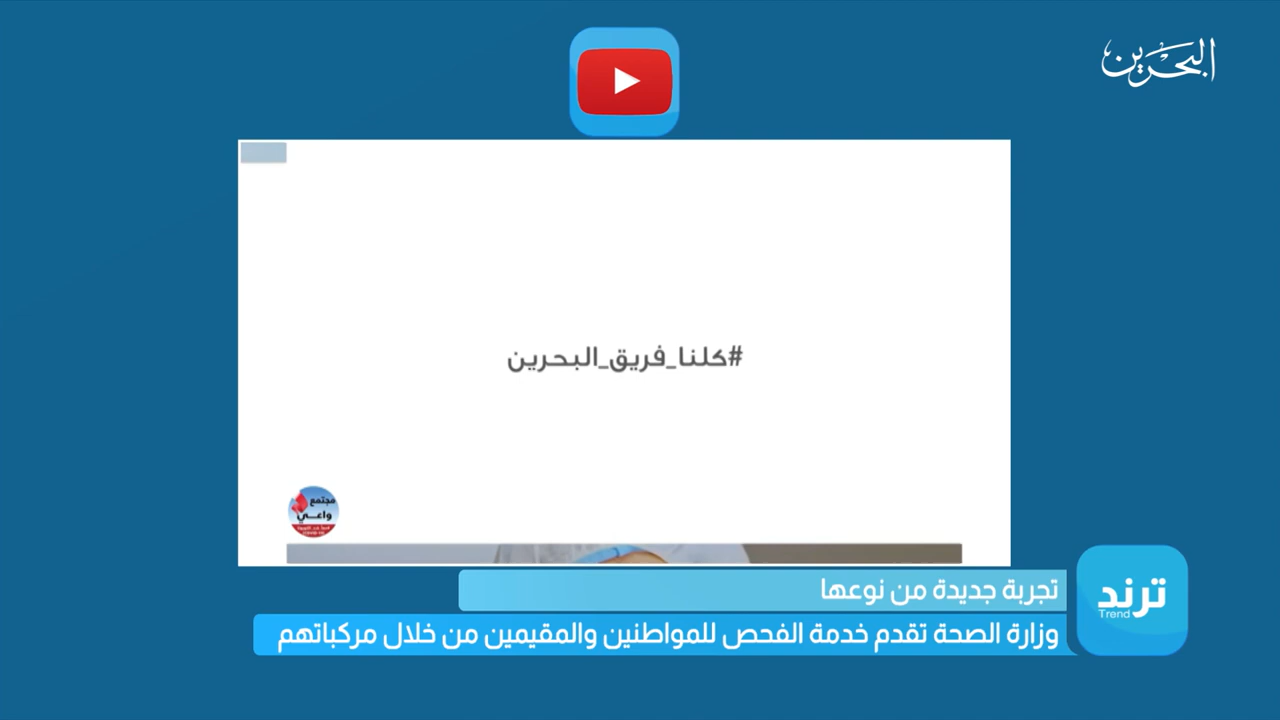 البحرين
#كلنا_فريق_البحرين
مجتمع
واعي
تجربة جديدة من نوعها
وزارة الصحة تقدم خدمة الفحص للمواطنين والمقيمين من خلال مركباتهم
ترند
Trend